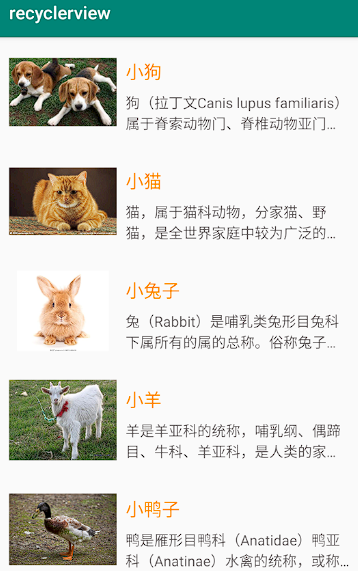 recyclerview
小狗
狗（拉丁文Canis lupus familiaris）
属于脊索动物门、脊椎动物亚门…
小猫
猫，属于猫科动物，分家猫、野
猫，是全世界家庭中较为广泛的…
小兔子
兔（Rabbit）是哺乳类兔形目兔科
下属所有的属的总称。俗称兔子…
小羊
羊是羊亚科的统称，哺乳纲、偶蹄
目、牛科、羊亚科，是人类的家…
小鸭子
鸭是雁形目鸭科（Anatidae）鸭亚
科（Anatinae）水禽的统称，或称…